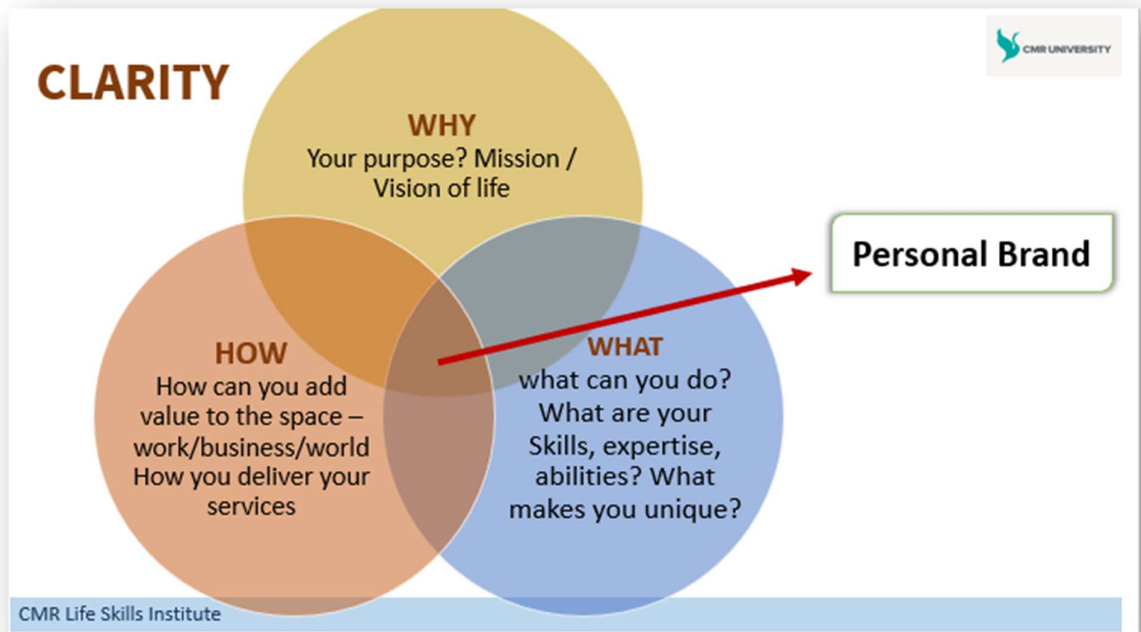 CLARITY
CMR UNIVERSITY
WHY
Your purpose? Mission /
Vision of life
Personal Brand
HOW
How can you add
value to the space –
work/business/world
How you deliver your
services
WHAT
what can you do?
What are your
Skills, expertise,
abilities? What
makes you unique?
CMR Life Skills Institute